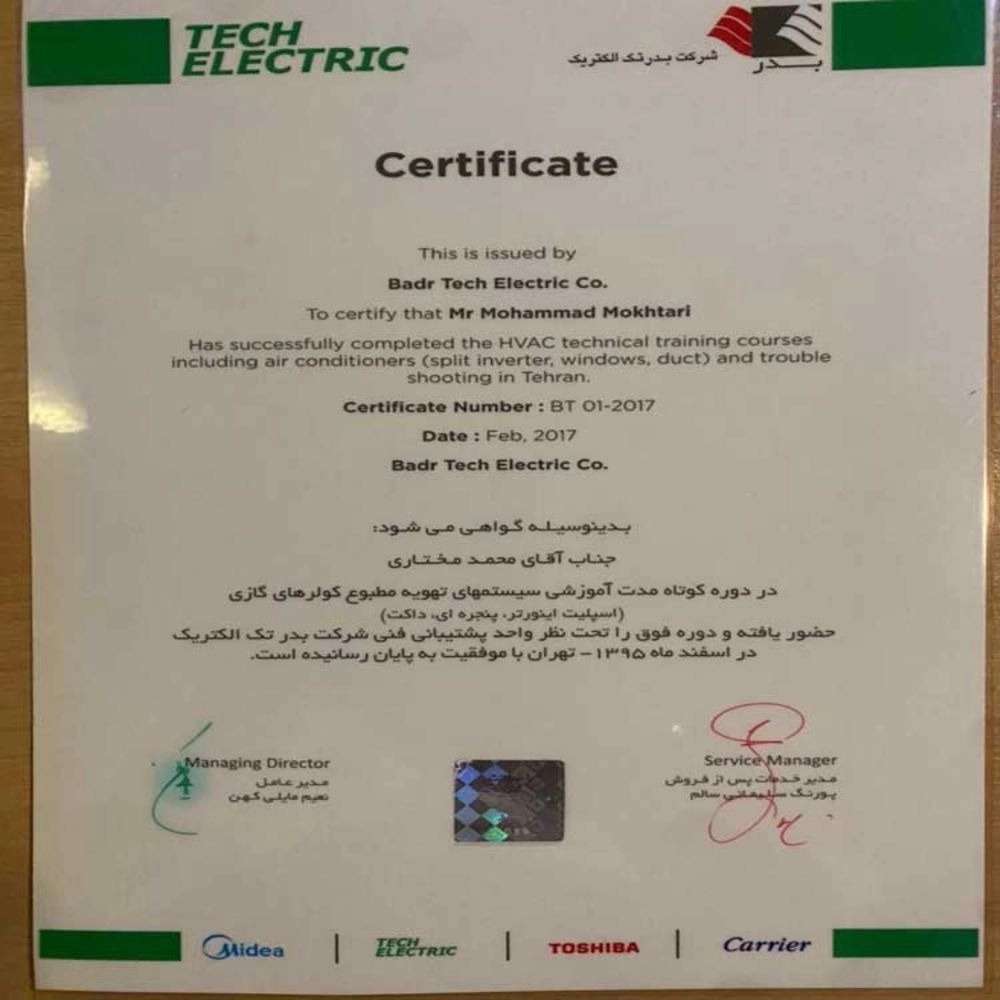 TECH
ELECTRIC
شرکت بدرتک الکتریک
بدر
Certificate
This is issued by
Badr Tech Electric Co.
To certify that Mr Mohammad Mokhtari
Has successfully completed the HVAC technical training courses
including air conditioners (split inverter, windows, duct) and trouble
shooting in Tehran.
Certificate Number : BT 01-2017
Date : Feb, 2017
Badr Tech Electric Co.
بدینوسیله گواهی می شود:
جناب آقای محمد مختاری
در دوره کوتاه مدت آموزشی سیستمهای تهویه مطبوع کولرهای گازی
(اسپلیت اینورتر، پنجره ای، داکت)
حضور یافته و دوره فوق را تحت نظر واحد پشتیبانی فنی شرکت بدر تک الکتریک
در اسفند ماه ۱۳۹۵ – تهران با موفقیت به پایان رسانیده است.
Managing Director
مدیر عامل
نعیم مایلی کهن
Service Manager
مدیر خدمات پس از فروش
پورنگ سلیمانی سالم
Midea
TECH
ELECTRIC
TOSHIBA
Carrier